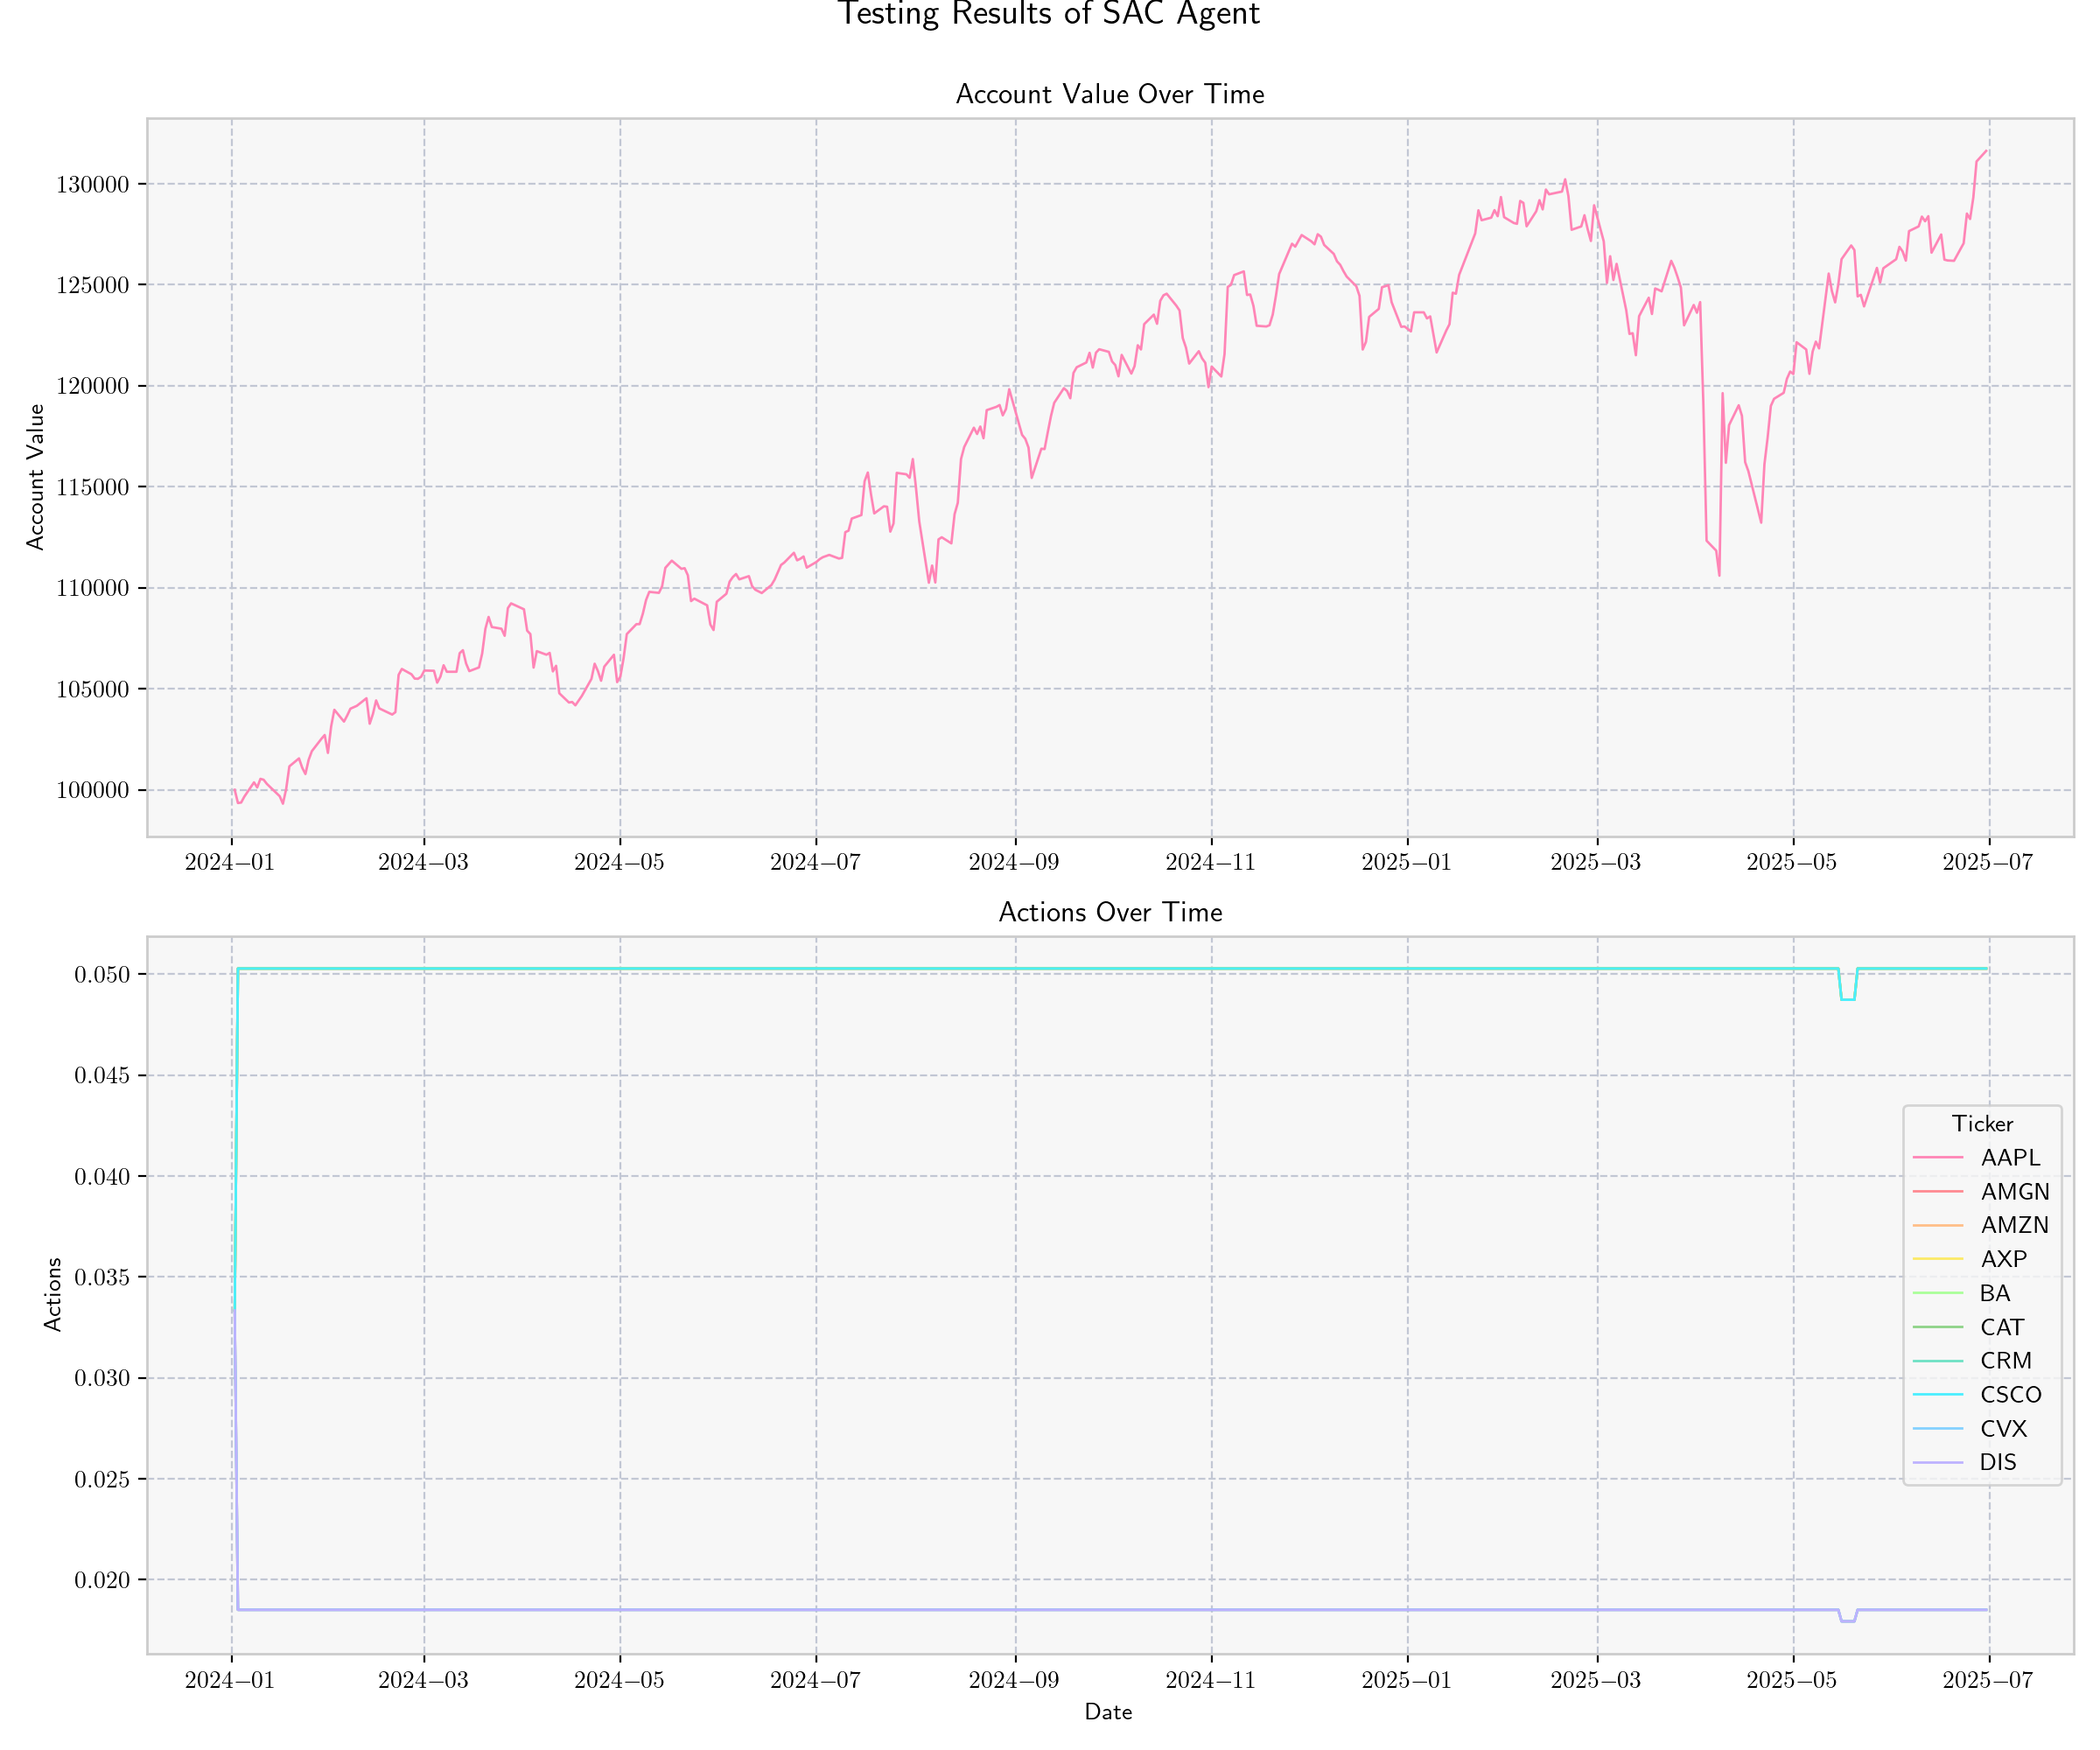 Testing Results of SAC Agent
Account Value Over Time
Account Value
130000
125000
120000
115000
110000
105000
100000
2024–01
2024–03
2024–05
2024–07
2024–09
2024–11
2025–01
2025–03
2025–05
2025–07
Actions Over Time
Actions
0.050
0.045
0.040
0.035
0.030
0.025
0.020
Ticker
AAPL
AMGN
AMZN
AXP
BA
CAT
CRM
CSCO
CVX
DIS
2024–01
2024–03
2024–05
2024–07
2024–09
2024–11
2025–01
2025–03
2025–05
2025–07
Date